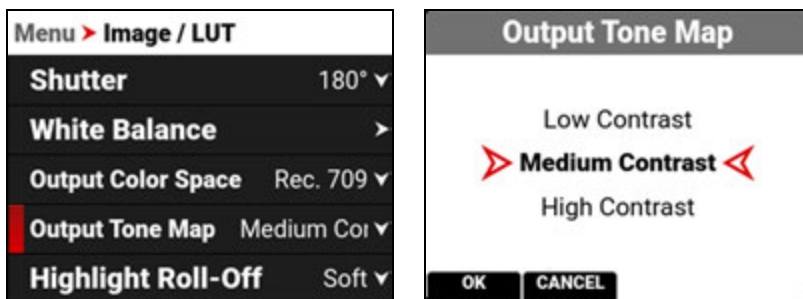 Menu > Image / LUT
Shutter 180°
White Balance >
Output Color Space Rec. 709
Output Tone Map Medium Cor
Highlight Roll-Off Soft
Output Tone Map
Low Contrast
Medium Contrast
High Contrast
OK CANCEL